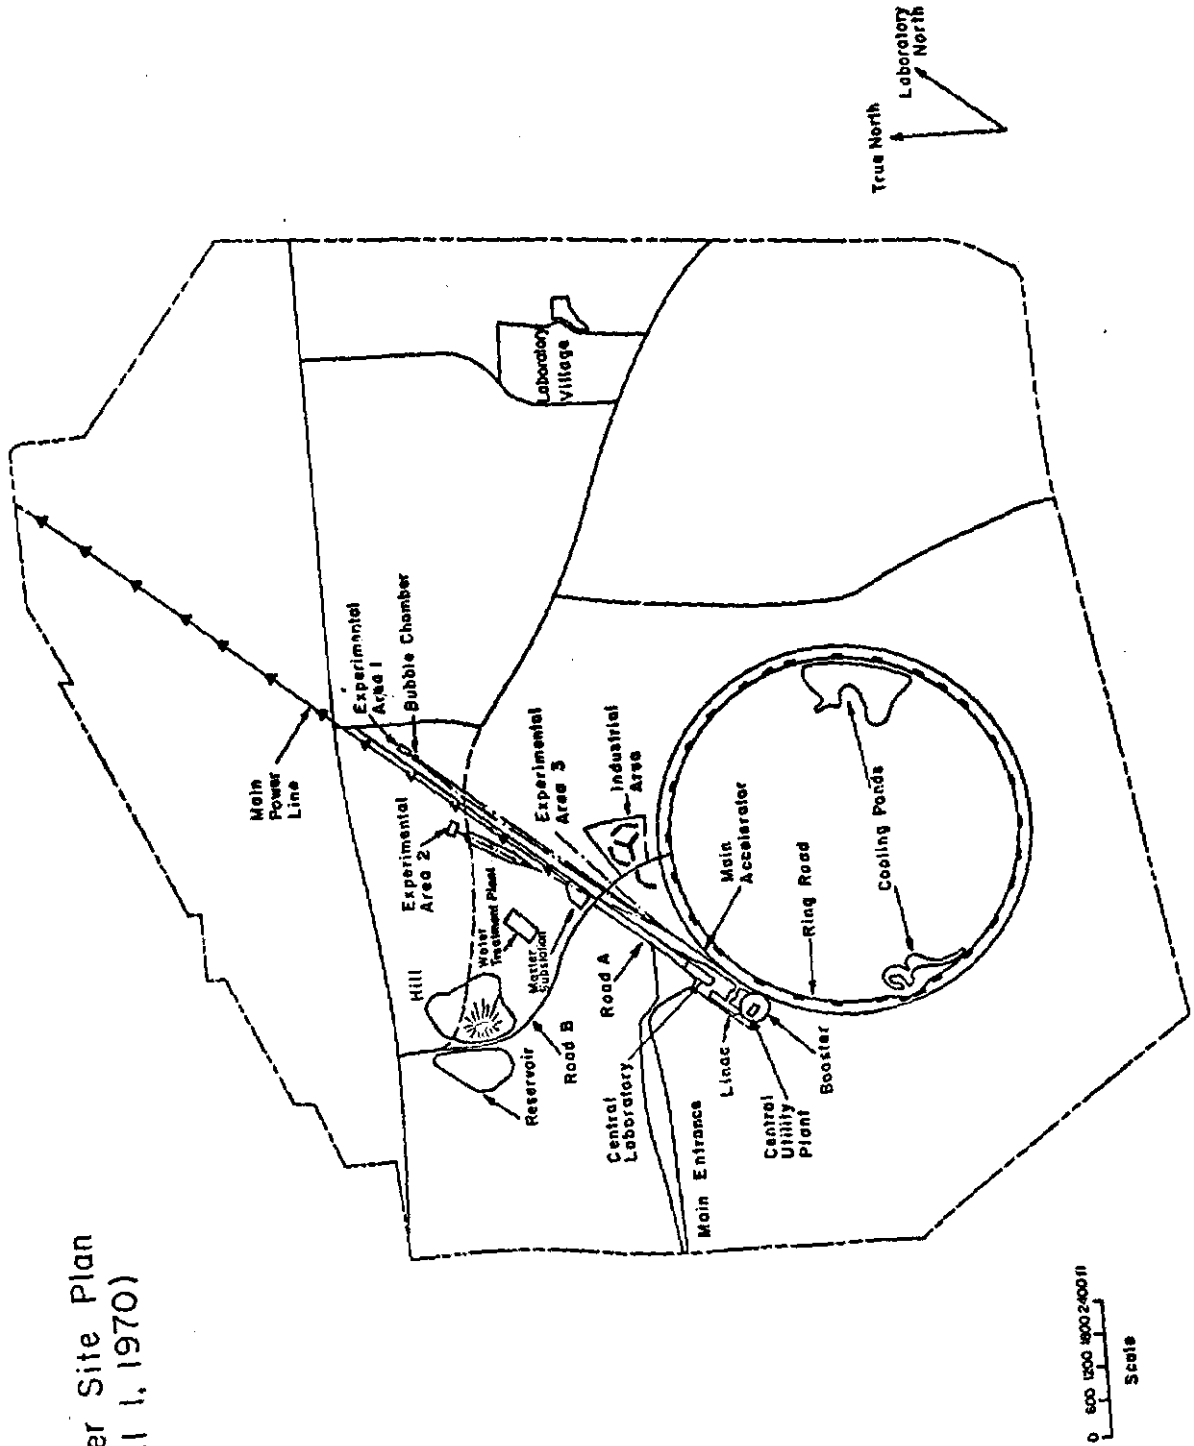 er Site Plan
1, 1970)
True North
Laboratory
North
Laboratory
Village
Main
Power
Line
Experimental
Area 1
Bubble Chamber
Experimental
Area 2
Water
Treatment Plant
Master
Substation
Hill
Reservoir
Road B
Road A
Experimental
Area 3
Industrial
Area
Central
Laboratory
Main Entrance
Linac
Central
Utility
Plant
Booster
Main
Accelerator
Ring Road
Cooling Ponds
0 600 1200 1800 2400 ft
Scale